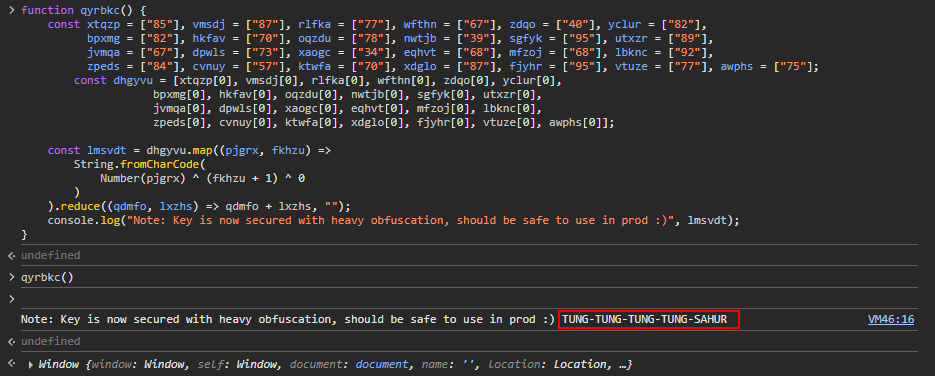 > function qyrbkc() {
const xtqzp = ["85"], vmsdj = ["87"], rlfka = ["77"], wfthn = ["67"], zdqo = ["40"], yclur = ["82"],
bpxmg = ["82"], hkfav = ["70"], oqzdu = ["78"], nwtjb = ["39"], sgfyk = ["95"], utxzr = ["89"],
jvmqa = ["67"], dpwls = ["73"], xaogc = ["34"], eqhvt = ["68"], mfzoj = ["68"], lbknc = ["92"],
zpeds = ["84"], cvnuy = ["57"], ktwfa = ["70"], xdglo = ["87"], fjyhr = ["95"], vtuze = ["77"], awphs = ["75"];
const dhgyvu = [xtqzp[0], vmsdj[0], rlfka[0], wfthn[0], zdqo[0], yclur[0],
bpxmg[0], hkfav[0], oqzdu[0], nwtjb[0], sgfyk[0], utxzr[0],
jvmqa[0], dpwls[0], xaogc[0], eqhvt[0], mfzoj[0], lbknc[0],
zpeds[0], cvnuy[0], ktwfa[0], xdglo[0], fjyhr[0], vtuze[0], awphs[0]];
const lmsvdt = dhgyvu.map((pjgrx, fkhzu) =>
String.fromCharCode(
Number(pjgrx) ^ (fkhzu + 1) ^ 0
)
).reduce((qdmfo, lxzhs) => qdmfo + lxzhs, "");
console.log("Note: Key is now secured with heavy obfuscation, should be safe to use in prod :)", lmsvdt);
}
undefined
> qyrbkc()
>
Note: Key is now secured with heavy obfuscation, should be safe to use in prod :) TUNG-TUNG-TUNG-TUNG-SAHUR VM46:16
undefined
Window {window: Window, self: Window, document: document, name: '', location: Location, …}